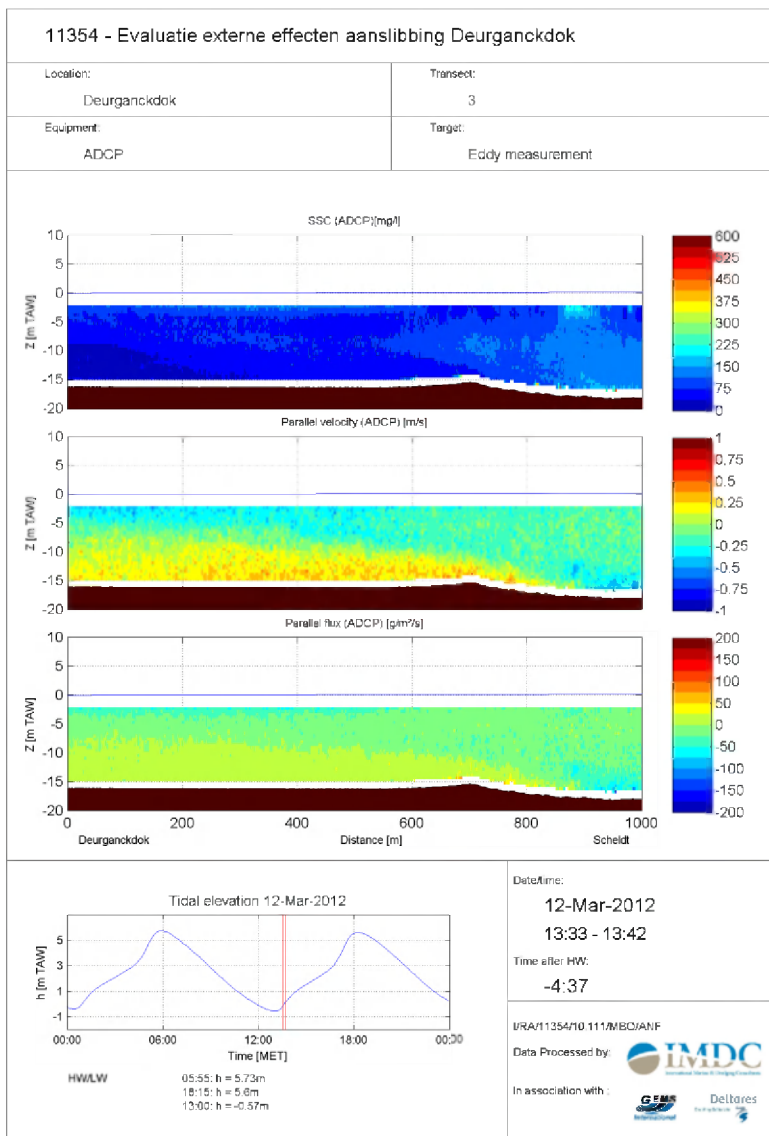 11354 - Evaluatie externe effecten aanslibbing Deurganckdok
Location:
Deurganckdok
Transect:
3
Equipment:
ADCP
Target:
Eddy measurement
SSC (ADCP)[mg/l]
Z [m TAW]
10
5
0
-5
-10
-15
-20
600
525
450
375
300
225
150
75
0
Parallel velocity (ADCP) [m/s]
Z [m TAW]
10
5
0
-5
-10
-15
-20
1
0.75
0.5
0.25
0
-0.25
-0.5
-0.75
-1
Parallel flux (ADCP) [g/m²/s]
Z [m TAW]
10
5
0
-5
-10
-15
-20
200
150
100
50
0
-50
-100
-150
-200
0 200 400 600 800 1000
Deurganckdok Distance [m] Scheldt
Tidal elevation 12-Mar-2012
h [m TAW]
5
3
1
-1
00:00 06:00 12:00 18:00 00:00
Time [MET]
HW/LW
05:55: h = 5.73m
18:15: h = 5.6m
13:00: h = -0.57m
Date/time:
12-Mar-2012
13:33 - 13:42
Time after HW:
-4:37
I/RA/11354/10.111/MBO/ANF
Data Processed by:
IMDC
International Marine & Dredging Consultants
In association with :
GEMS
International
Deltares